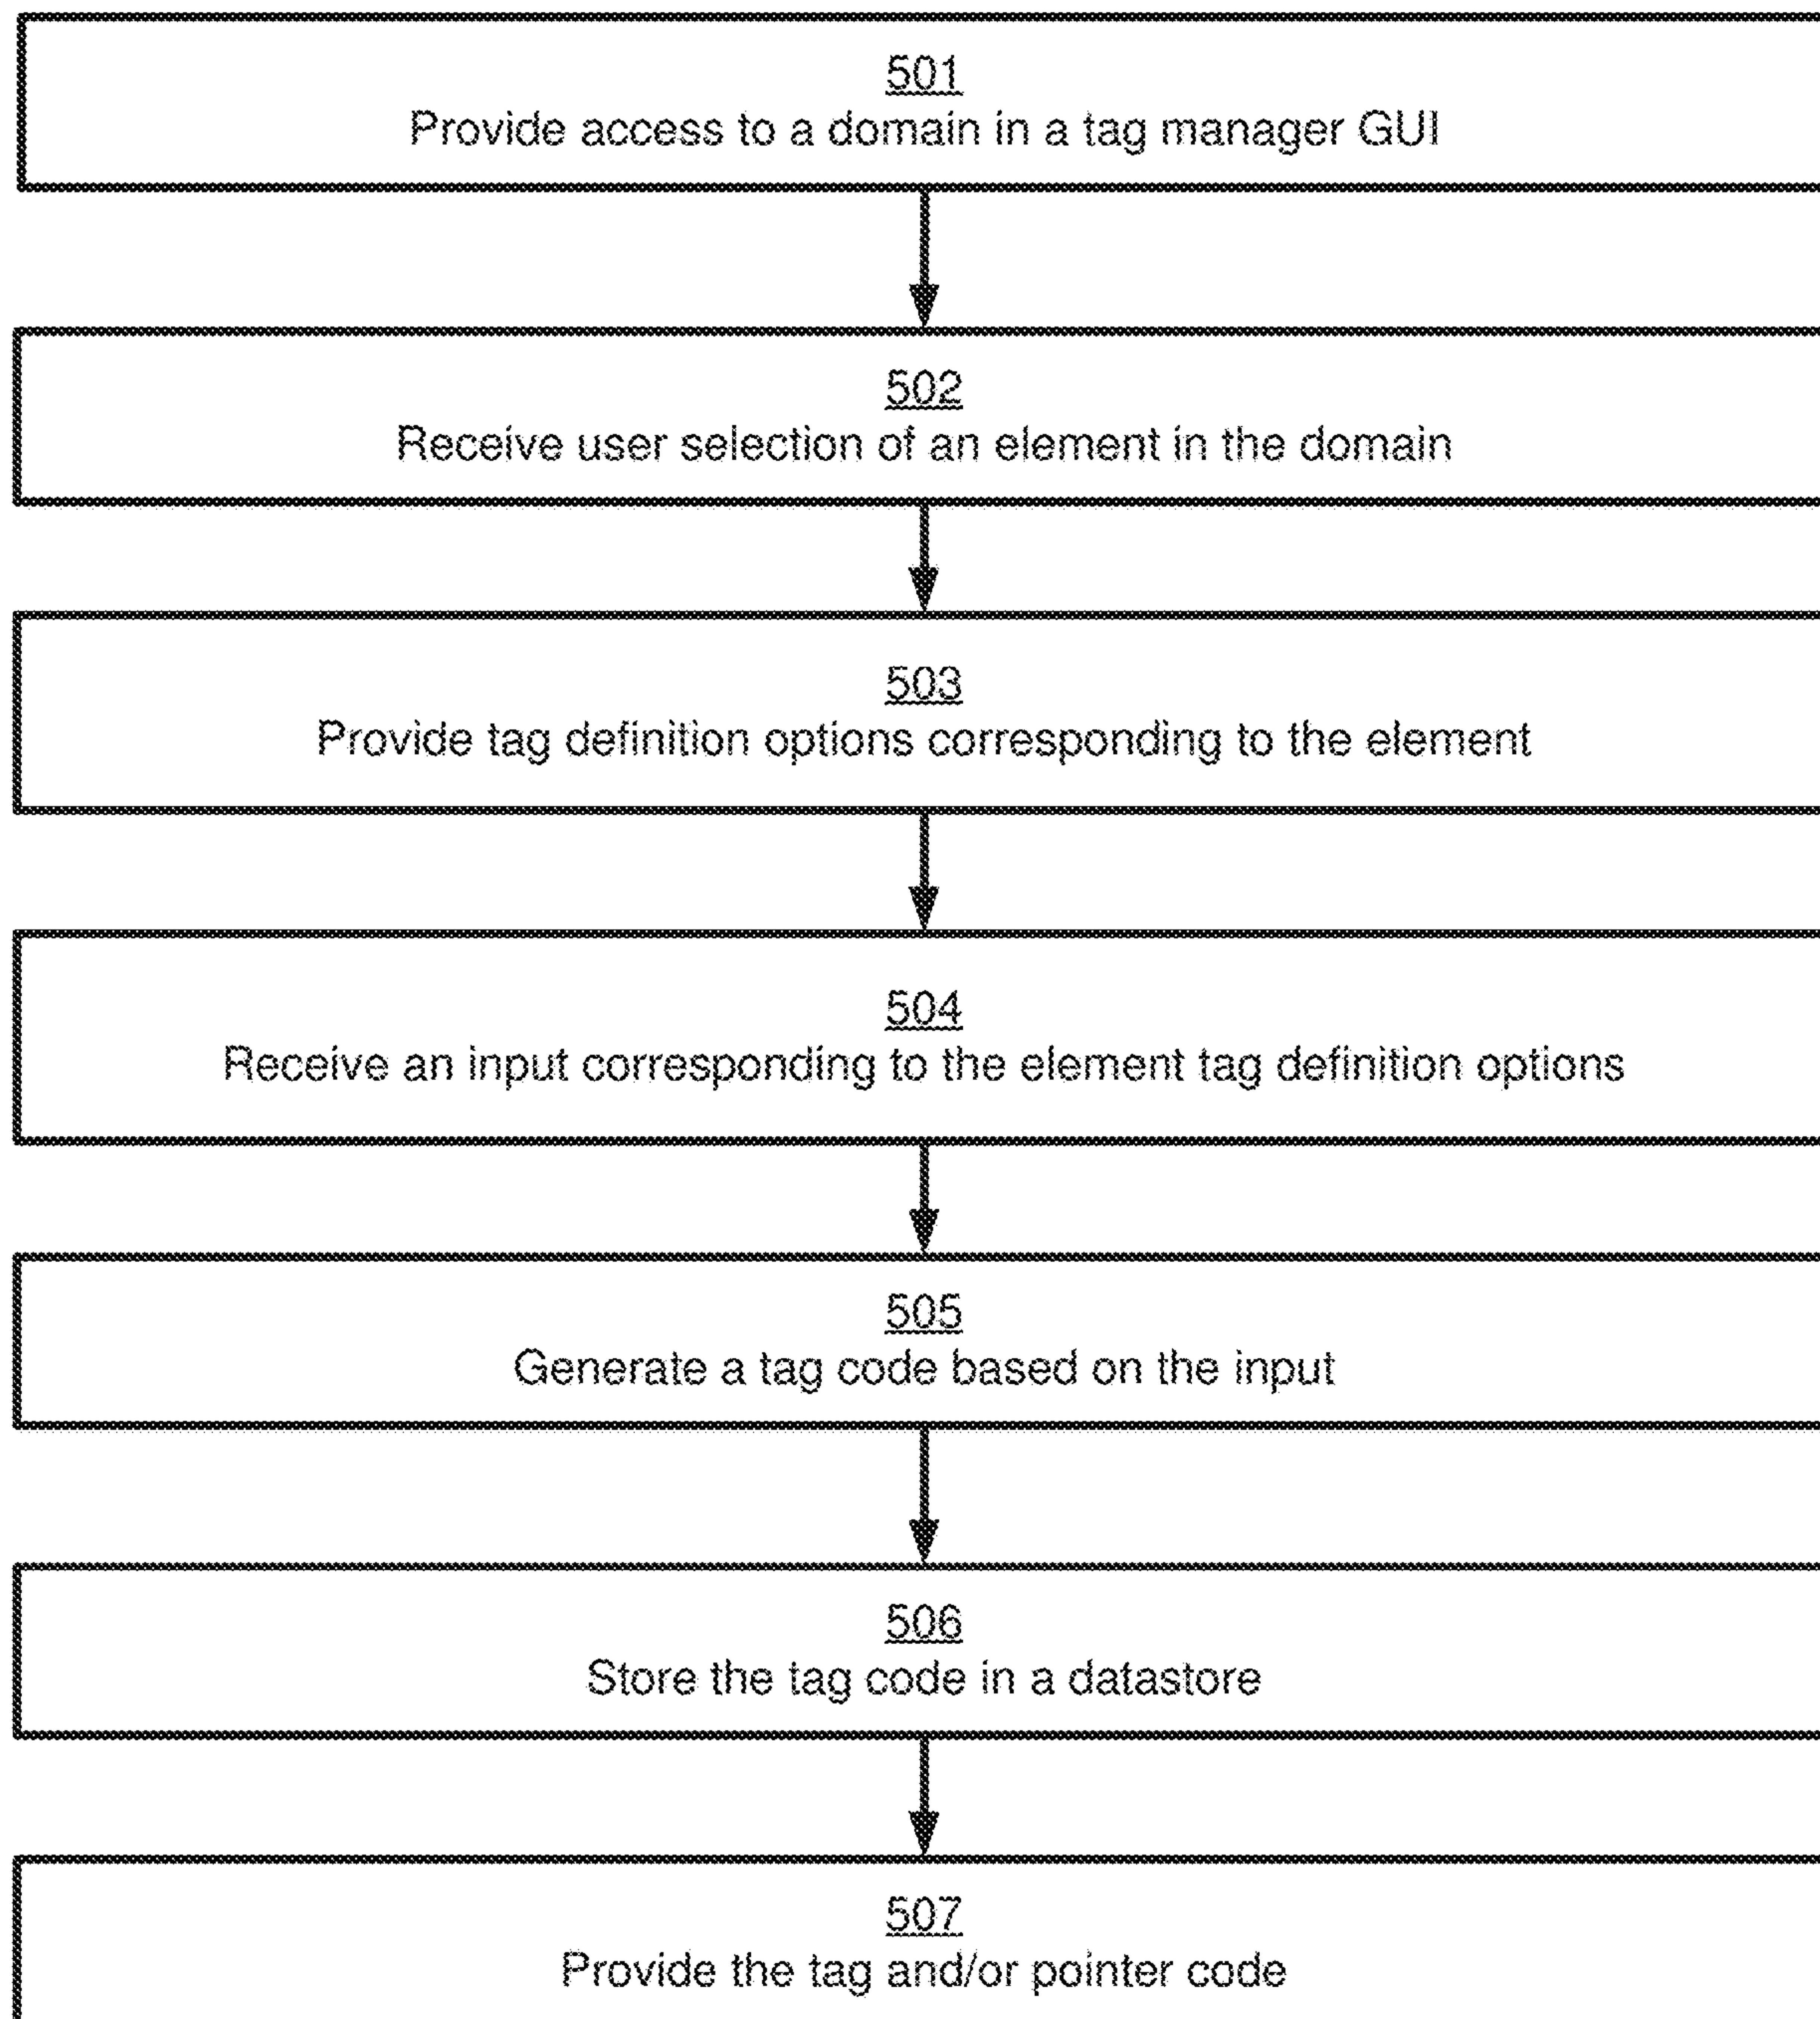 501
Provide access to a domain in a tag manager GUI
502
Receive user selection of an element in the domain
503
Provide tag definition options corresponding to the element
504
Receive an input corresponding to the element tag definition options
505
Generate a tag code based on the input
506
Store the tag code in a datastore
507
Provide the tag and/or pointer code